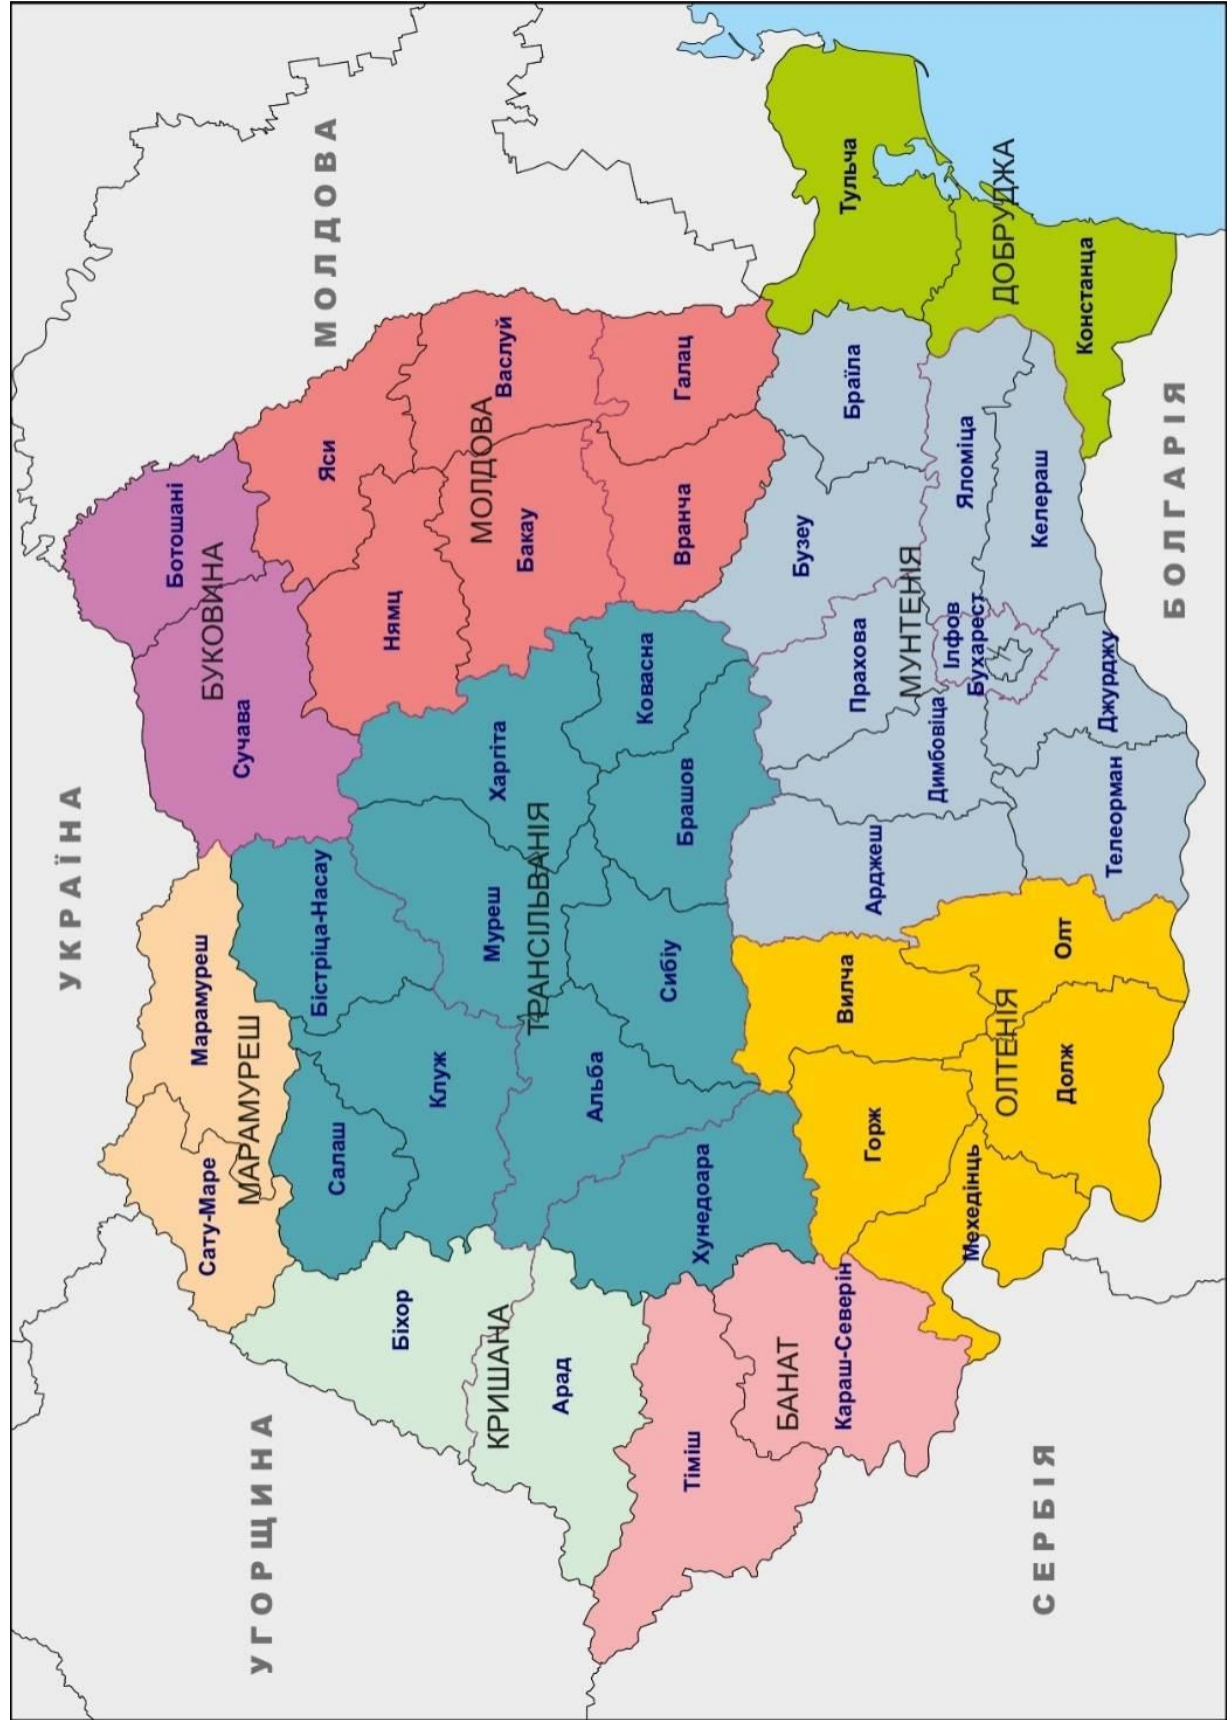 УКРАЇНА
УГОРЩИНА
МОЛДОВА
СЕРБІЯ
БОЛГАРІЯ
МАРАМУРЕШ
Сату-Маре
Марамуреш
БУКОВИНА
Сучава
Ботошані
МОЛДОВА
Яси
Нямц
Васлуй
Бакау
Галац
Вранча
ТРАНСІЛЬВАНІЯ
Салаш
Бістріца-Насау
Клуж
Муреш
Харгіта
Альба
Сибіу
Брашов
Ковасна
Хунедоара
КРИШАНА
Біхор
Арад
БАНАТ
Тіміш
Караш-Северін
ОЛТЕНІЯ
Горж
Вилча
Мехедінць
Долж
Олт
МУНТЕНІЯ
Арджеш
Димбовіца
Прахова
Бузеу
Браїла
Яломіца
Келераш
Ілфов
Бухарест
Джурджу
Телеорман
ДОБРУДЖА
Тульча
Констанца